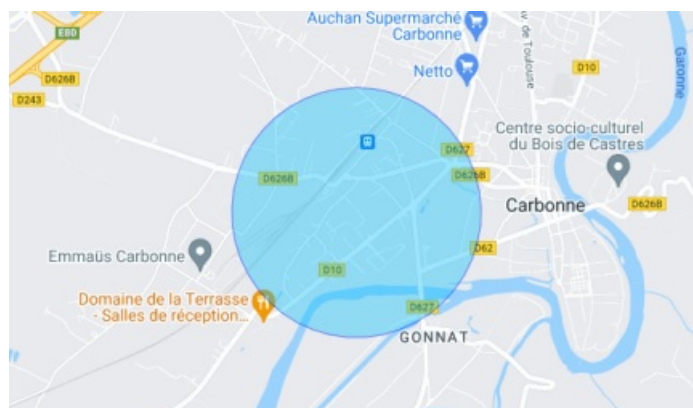 Auchan Supermarché
Carbonne
E80
Netto
Av. de Toulouse
D626B
D10
Garonne
D243
Centre socio-culturel
du Bois de Castres
D627
D626B
D626B
D626B
Carbonne
D62
Emmaüs Carbonne
D10
Domaine de la Terrasse
- Salles de réception...
D627
GONNAT